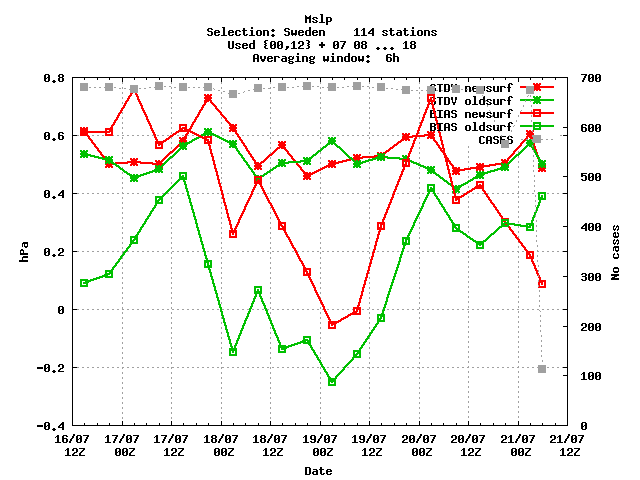 Mslp
Selection: Sweden    114 stations
Used {00,12} + 07 08 ... 18
Averaging window:  6h
STDV newsurf
STDV oldsurf
BIAS newsurf
BIAS oldsurf
CASES
0.8
0.6
0.4
0.2
0
-0.2
-0.4
hPa
700
600
500
400
300
200
100
0
No cases
16/07 17/07 17/07 18/07 18/07 19/07 19/07 20/07 20/07 21/07 21/07
12Z 00Z 12Z 00Z 12Z 00Z 12Z 00Z 12Z 00Z 12Z
Date